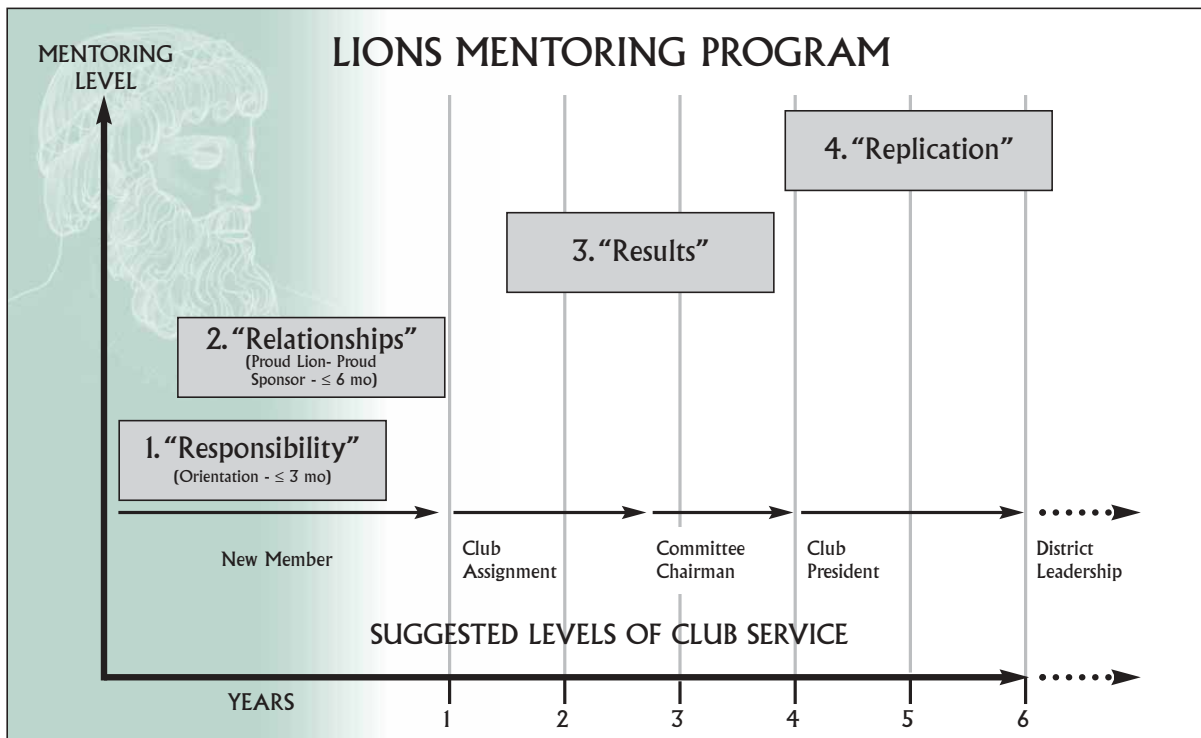 LIONS MENTORING PROGRAM
MENTORING
LEVEL
4. “Replication”
3. “Results”
2. “Relationships”
(Proud Lion- Proud
Sponsor - ≤ 6 mo)
1. “Responsibility”
(Orientation - ≤ 3 mo)
New Member
Club
Assignment
Committee
Chairman
Club
President
District
Leadership
SUGGESTED LEVELS OF CLUB SERVICE
YEARS
1 2 3 4 5 6